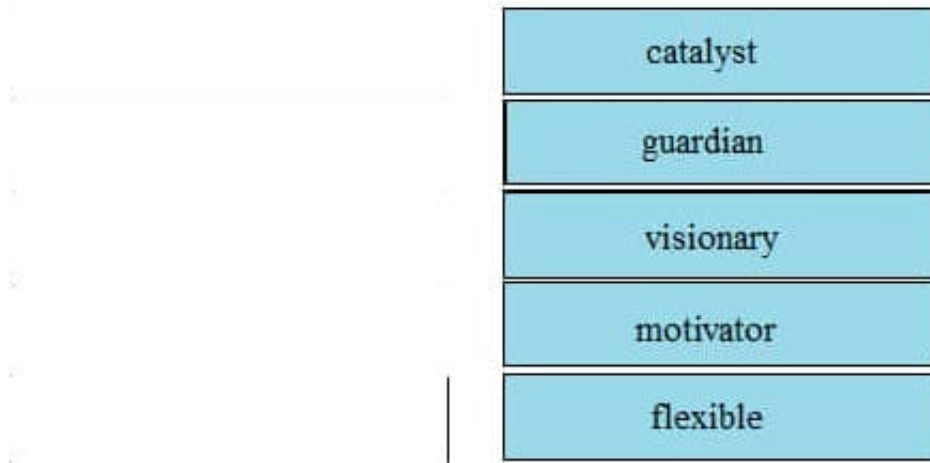 catalyst
guardian
visionary
motivator
flexible